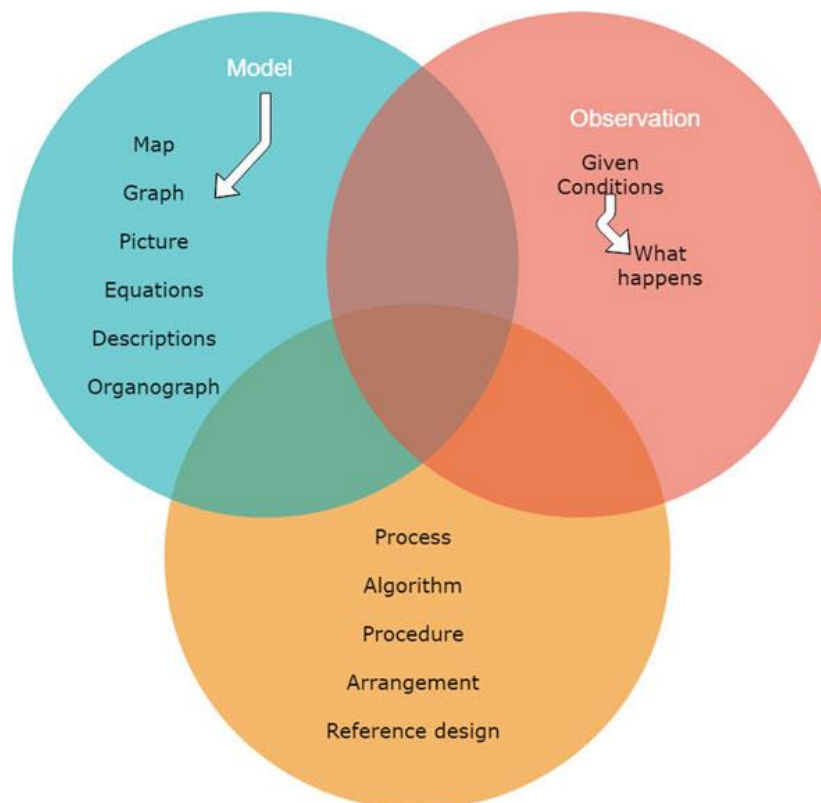 Model
Map
Graph
Picture
Equations
Descriptions
Organograph
Observation
Given
Conditions
What
happens
Process
Algorithm
Procedure
Arrangement
Reference design